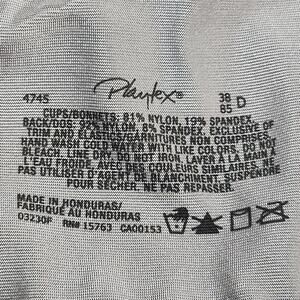 Playtex®
4745
38
85 D
CUPS/BONNETS: 81% NYLON, 19% SPANDEX.
BACK/DOS: 92% NYLON, 8% SPANDEX. EXCLUSIVE OF
TRIM AND ELASTICS/GARNITURES NON COMPRISES.
HAND WASH COLD WATER WITH LIKE COLORS. DO NOT
BLEACH. LINE DRY. DO NOT IRON. LAVER À LA MAIN À
L'EAU FROIDE AVEC COULEURS SIMILAIRES.
N'UTILISER PAS D'AGENT DE BLANCHIMENT. SUSPENDRE
POUR SÉCHER. NE PAS REPASSER.
MADE IN HONDURAS/
FABRIQUÉ AU HONDURAS
03230F RN# 15763 CA00153